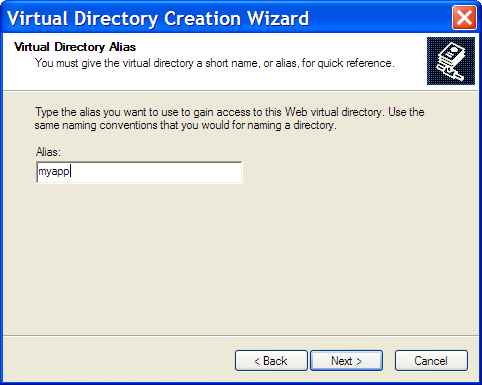 Virtual Directory Creation Wizard
Virtual Directory Alias
You must give the virtual directory a short name, or alias, for quick reference.
Type the alias you want to use to gain access to this Web virtual directory. Use the
same naming conventions that you would for naming a directory.
Alias:
myapp
< Back
Next >
Cancel